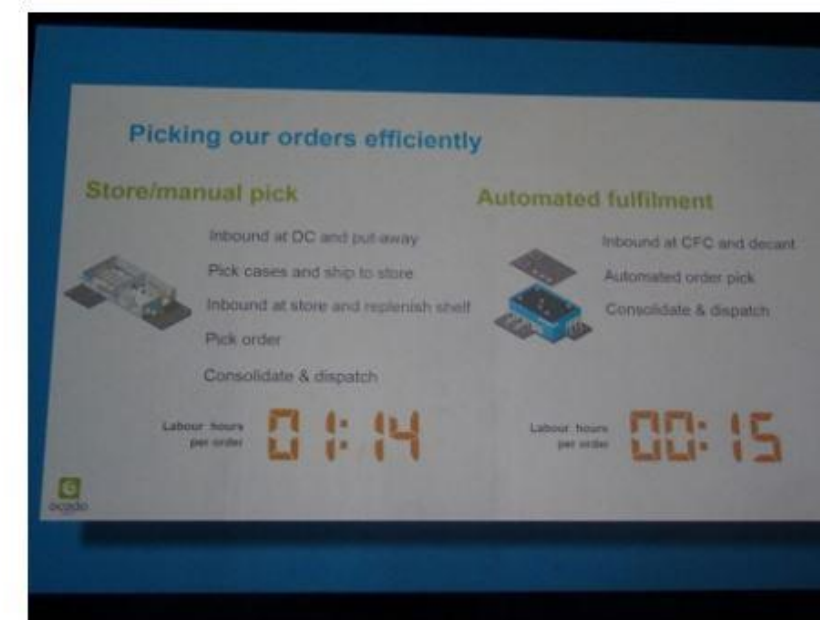 Picking our orders efficiently
Store/manual pick
Inbound at DC and put-away
Pick cases and ship to store
Inbound at store and replenish shelf
Pick order
Consolidate & dispatch
Labour hours
per order
01:14
Automated fulfilment
Inbound at CFC and decant
Automated order pick
Consolidate & dispatch
Labour hours
per order
00:15
ocado